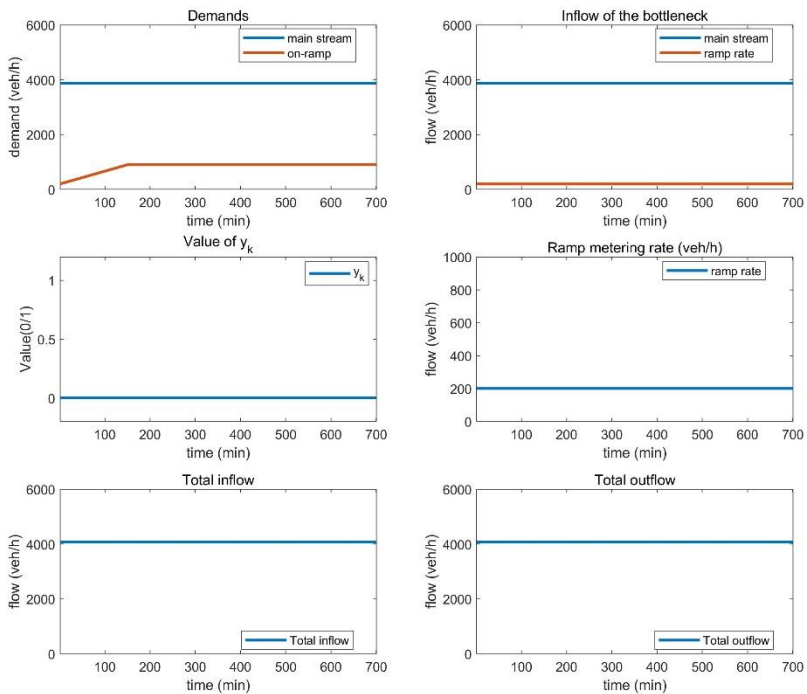 Demands
6000
4000
2000
0
demand (veh/h)
main stream
on-ramp
100 200 300 400 500 600 700
time (min)
Inflow of the bottleneck
6000
4000
2000
0
flow (veh/h)
main stream
ramp rate
100 200 300 400 500 600 700
time (min)
Value of y_k
1
0.5
0
Value(0/1)
y_k
100 200 300 400 500 600 700
time (min)
Ramp metering rate (veh/h)
1000
800
600
400
200
0
flow (veh/h)
ramp rate
100 200 300 400 500 600 700
time (min)
Total inflow
6000
4000
2000
0
flow (veh/h)
Total inflow
100 200 300 400 500 600 700
time (min)
Total outflow
6000
4000
2000
0
flow (veh/h)
Total outflow
100 200 300 400 500 600 700
time (min)